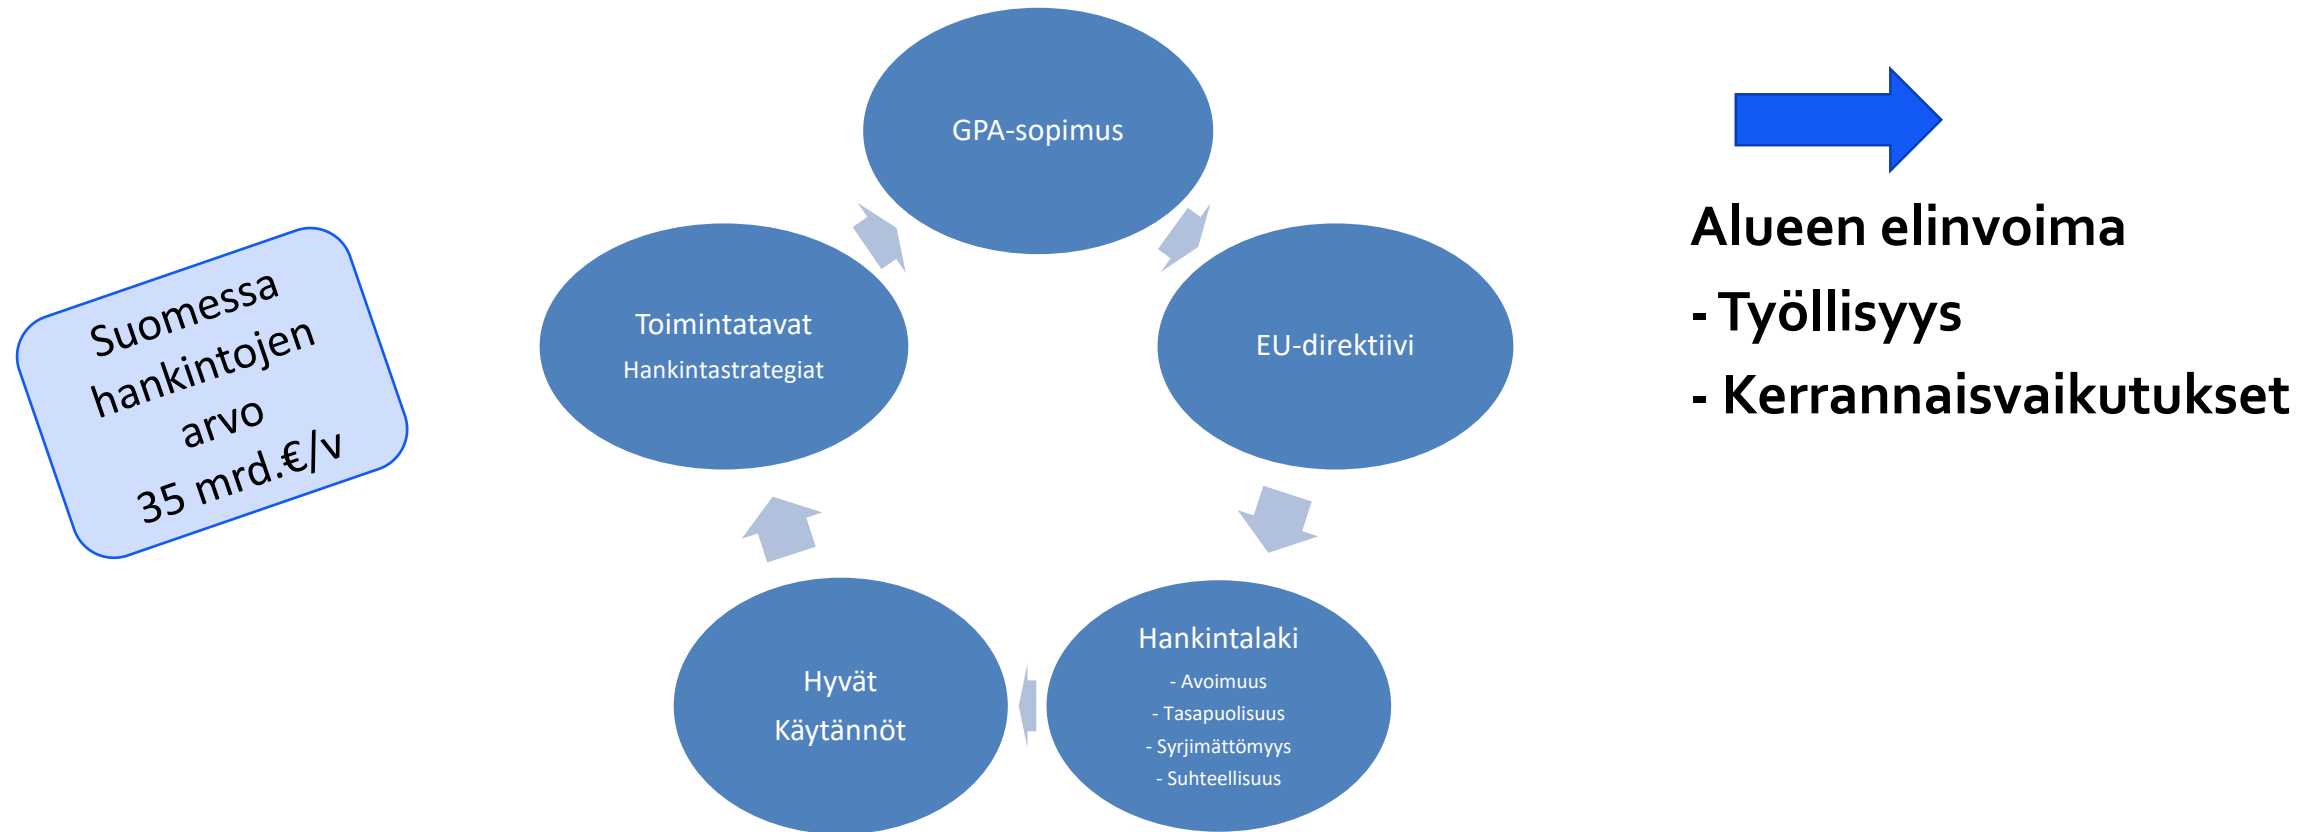 Suomessa
hankintojen
arvo
35 mrd.€/v
GPA-sopimus
EU-direktiivi
Hankintalaki
- Avoimuus
- Tasapuolisuus
- Syrjimättömyys
- Suhteellisuus
Hyvät
Käytännöt
Toimintatavat
Hankintastrategiat
Alueen elinvoima
- Työllisyys
- Kerrannaisvaikutukset